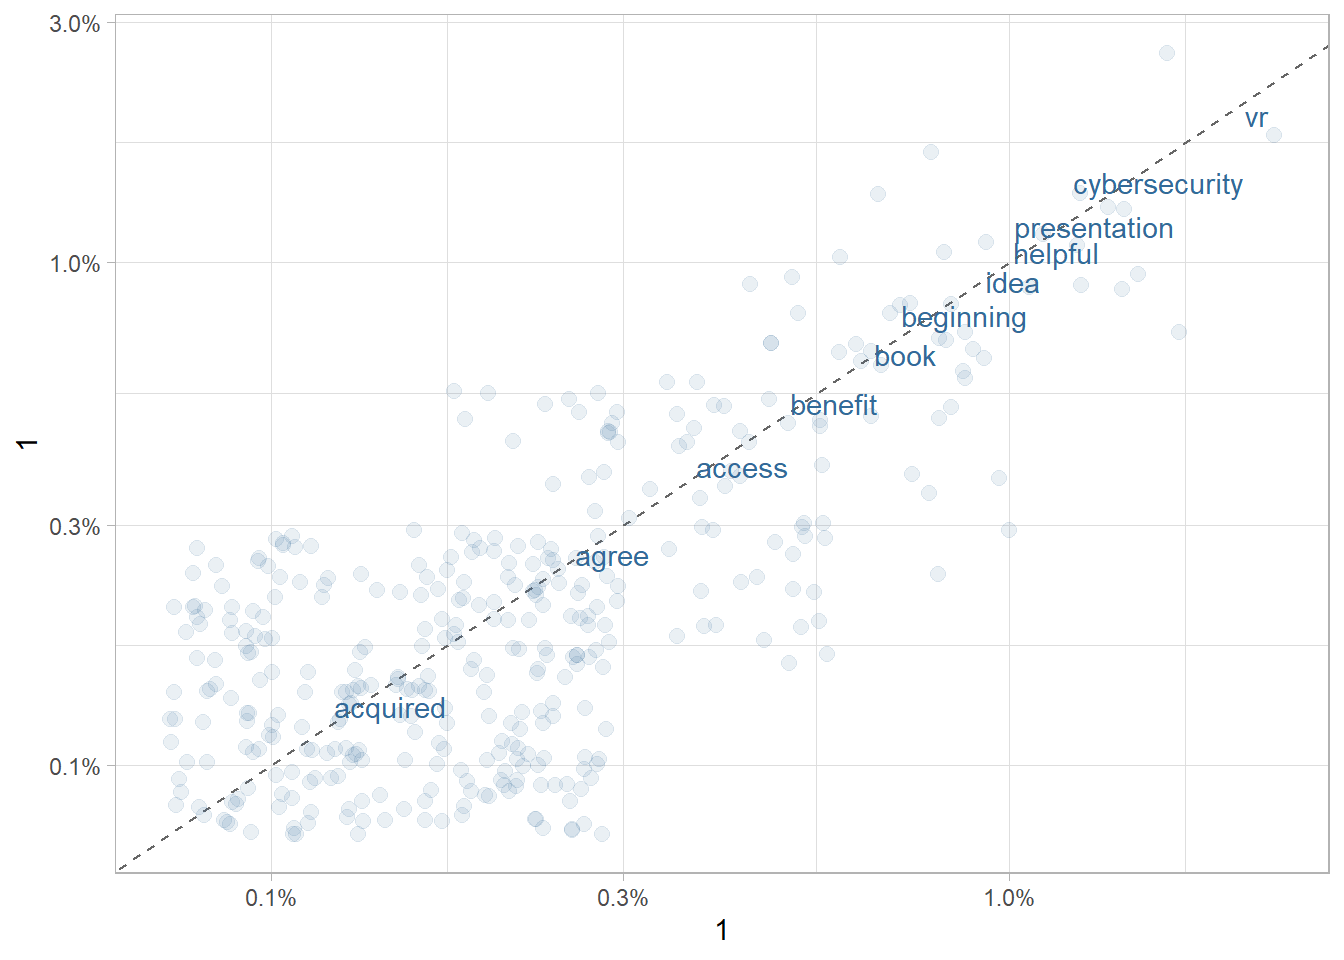 3.0%
vr
cybersecurity
presentation
helpful
1.0%
idea
beginning
book
benefit
1
access
0.3%
agree
acquired
0.1%
0.1% 0.3% 1.0%
1